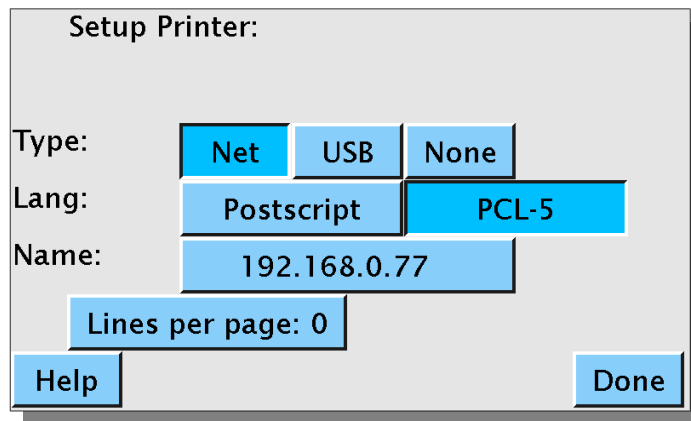 Setup Printer:
Type: Net USB None
Lang: Postscript PCL-5
Name: 192.168.0.77
Lines per page: 0
Help Done